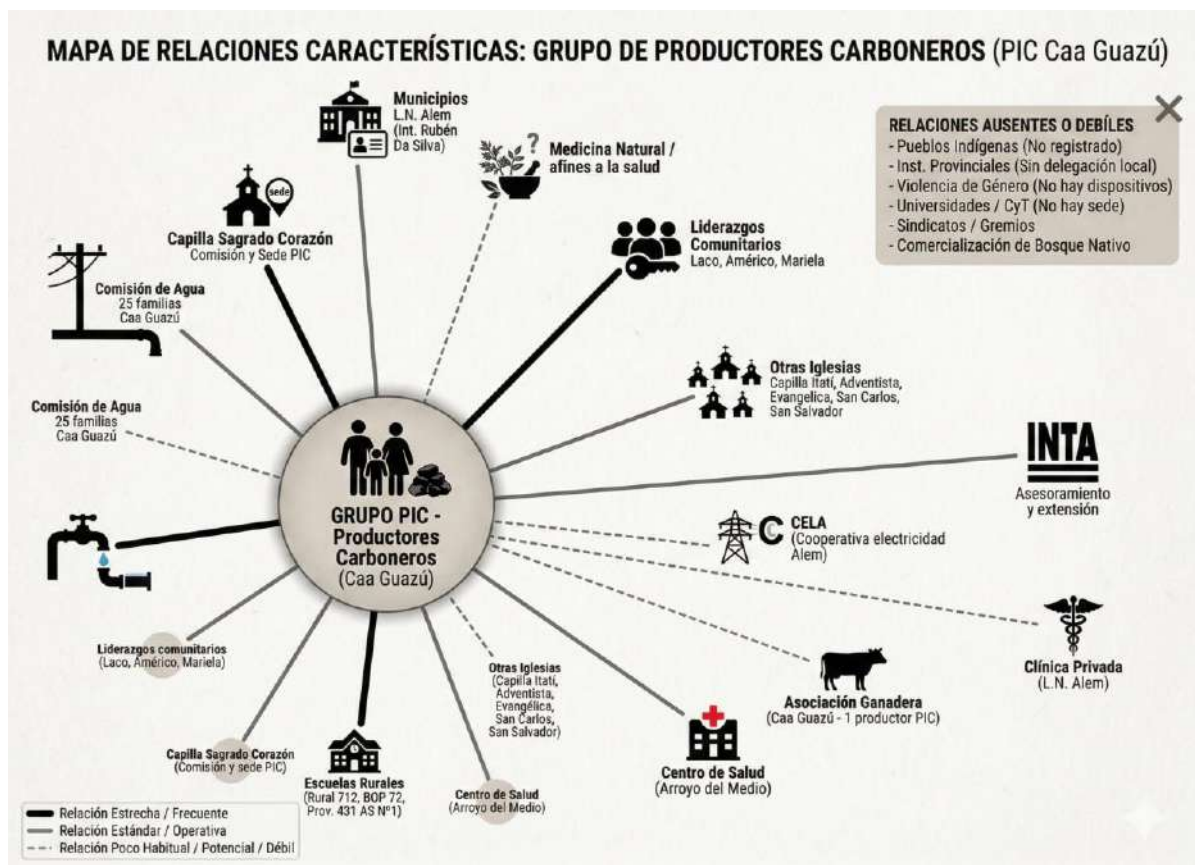 MAPA DE RELACIONES CARACTERÍSTICAS: GRUPO DE PRODUCTORES CARBONEROS (PIC Caa Guazú)
Municipios
L.N. Alem
(Int. Rubén
Da Silva)
?
Medicina Natural /
afines a la salud
RELACIONES AUSENTES O DÉBILES
- Pueblos Indígenas (No registrado)
- Inst. Provinciales (Sin delegación local)
- Violencia de Género (No hay dispositivos)
- Universidades / CyT (No hay sede)
- Sindicatos / Gremios
- Comercialización de Bosque Nativo
sede
Capilla Sagrado Corazón
Comisión y Sede PIC
Liderazgos
Comunitarios
Laco, Américo, Mariela
Comisión de Agua
25 familias
Caa Guazú
Otras Iglesias
Capilla Itatí, Adventista,
Evangelica, San Carlos,
San Salvador
Comisión de Agua
25 familias
Caa Guazú
INTA
Asesoramiento
y extensión
GRUPO PIC -
Productores
Carboneros
(Caa Guazú)
CELA
(Cooperativa electricidad
Alem)
Liderazgos comunitarios
(Laco, Américo, Mariela)
Otras Iglesias
(Capilla Itatí,
Adventista,
Evangélica,
San Carlos,
San Salvador)
Clínica Privada
(L.N. Alem)
Asociación Ganadera
(Caa Guazú - 1 productor PIC)
Capilla Sagrado Corazón
(Comisión y sede PIC)
Escuelas Rurales
(Rural 712, BOP 72,
Prov. 431 AS Nº1)
Centro de Salud
(Arroyo del Medio)
Centro de Salud
(Arroyo del Medio)
Relación Estrecha / Frecuente
Relación Estándar / Operativa
Relación Poco Habitual / Potencial / Débil